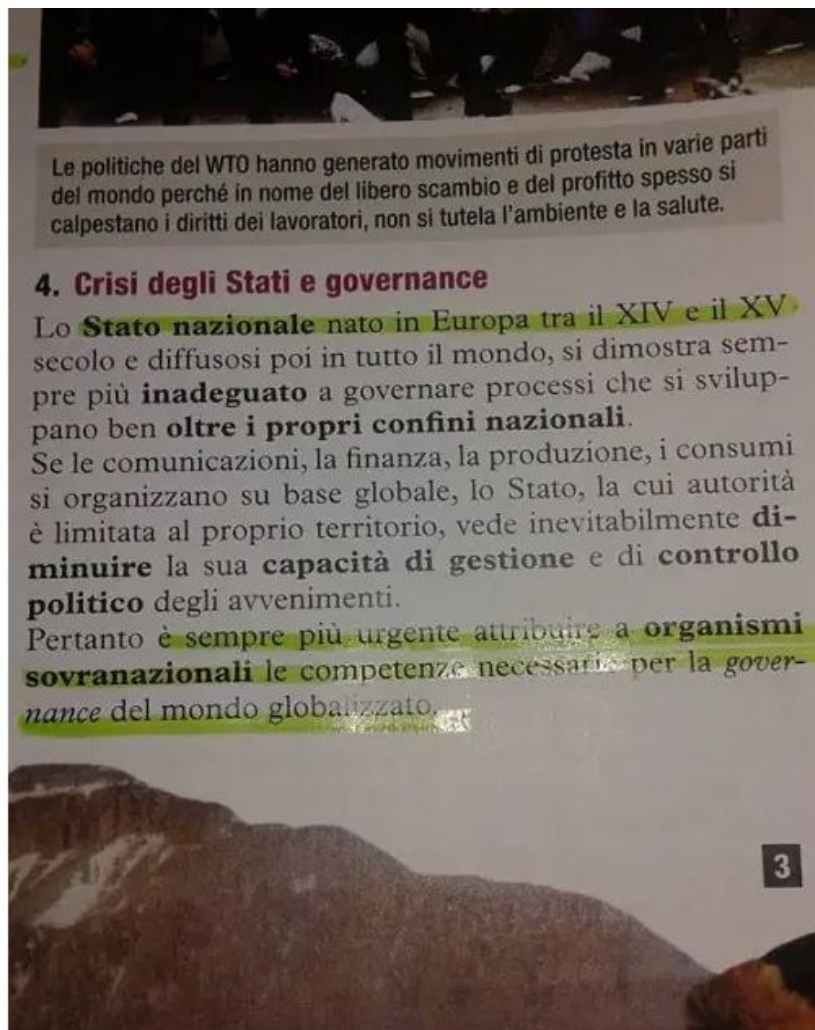 Le politiche del WTO hanno generato movimenti di protesta in varie parti
del mondo perché in nome del libero scambio e del profitto spesso si
calpestano i diritti dei lavoratori, non si tutela l'ambiente e la salute.
4. Crisi degli Stati e governance
Lo Stato nazionale nato in Europa tra il XIV e il XV
secolo e diffusosi poi in tutto il mondo, si dimostra sem-
pre più inadeguato a governare processi che si svilup-
pano ben oltre i propri confini nazionali.
Se le comunicazioni, la finanza, la produzione, i consumi
si organizzano su base globale, lo Stato, la cui autorità
è limitata al proprio territorio, vede inevitabilmente di-
minuire la sua capacità di gestione e di controllo
politico degli avvenimenti.
Pertanto è sempre più urgente attribuire a organismi
sovranazionali le competenze necessarie per la gover-
nance del mondo globalizzato.
3